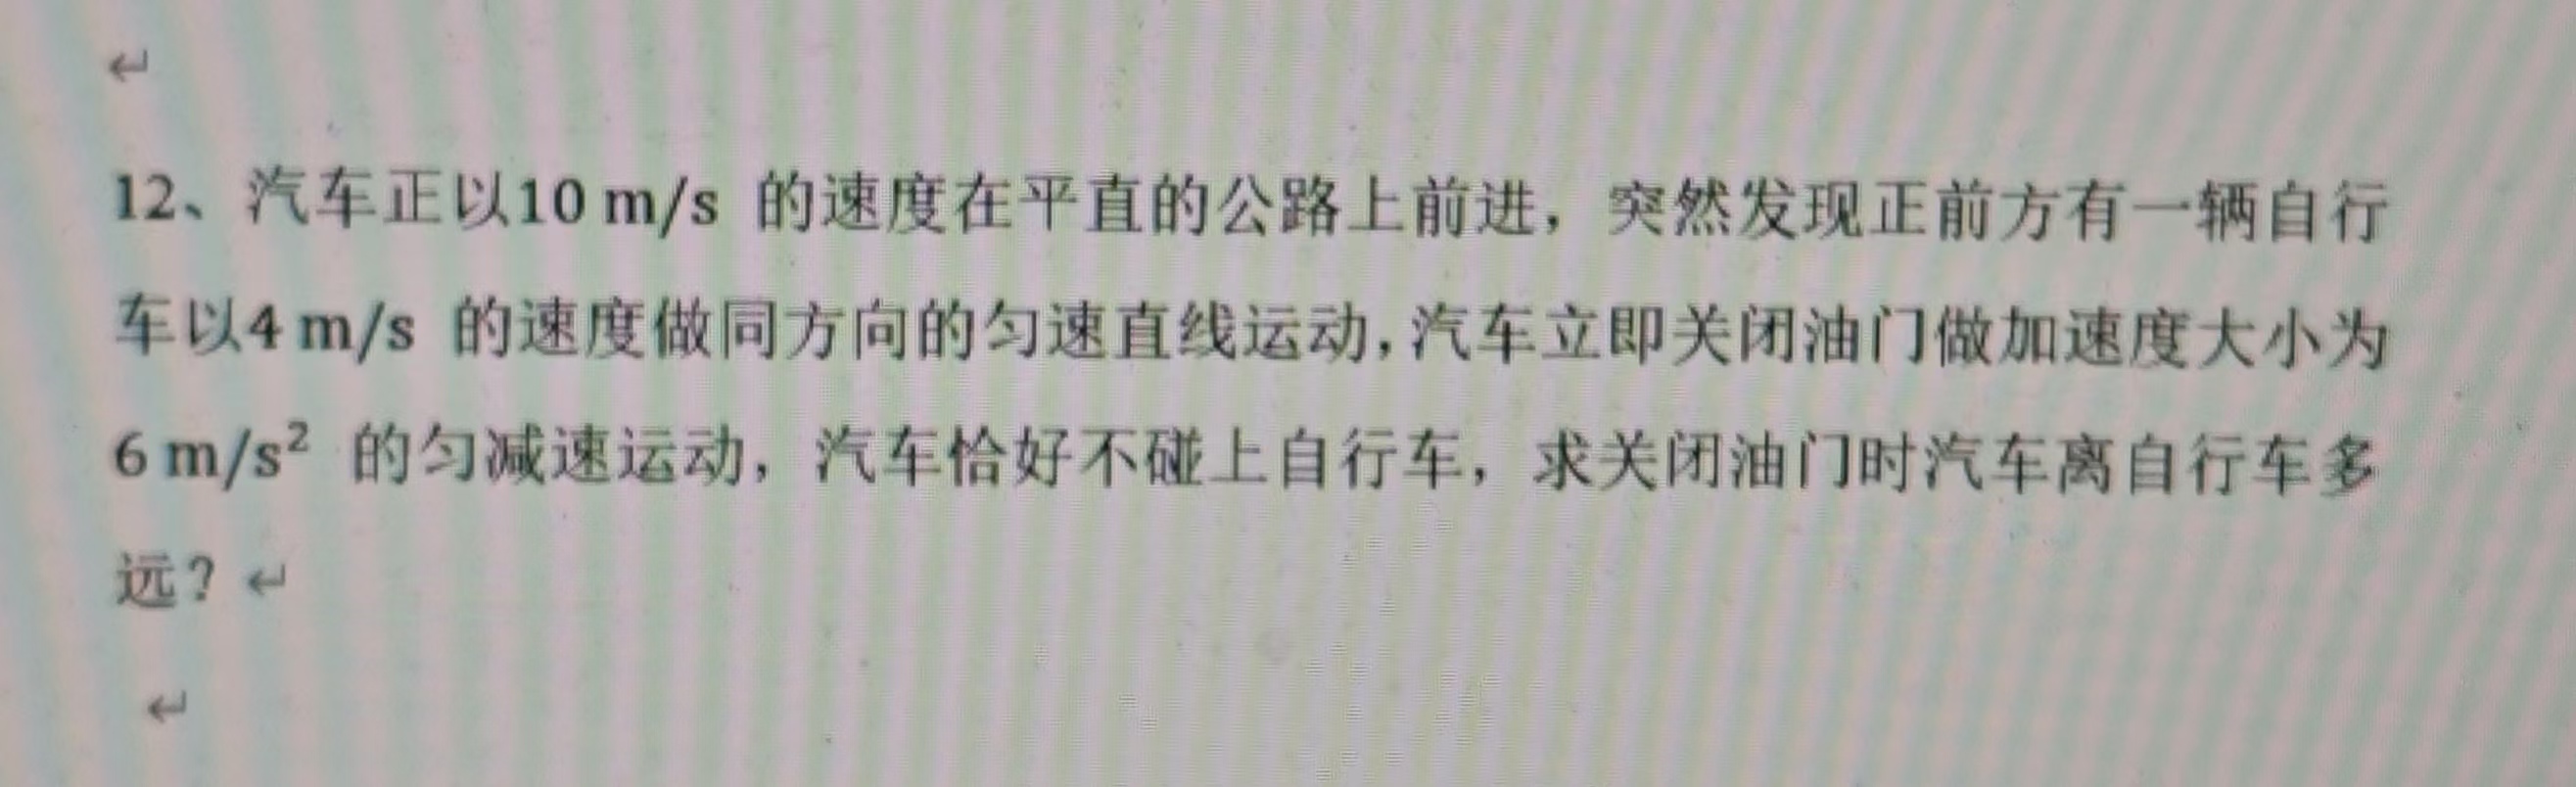 ↵
12、汽车正以10 m/s 的速度在平直的公路上前进，突然发现正前方有一辆自行
车以4 m/s 的速度做同方向的匀速直线运动,汽车立即关闭油门做加速度大小为
6 m/s² 的匀减速运动，汽车恰好不碰上自行车，求关闭油门时汽车离自行车多
远？↵
↵